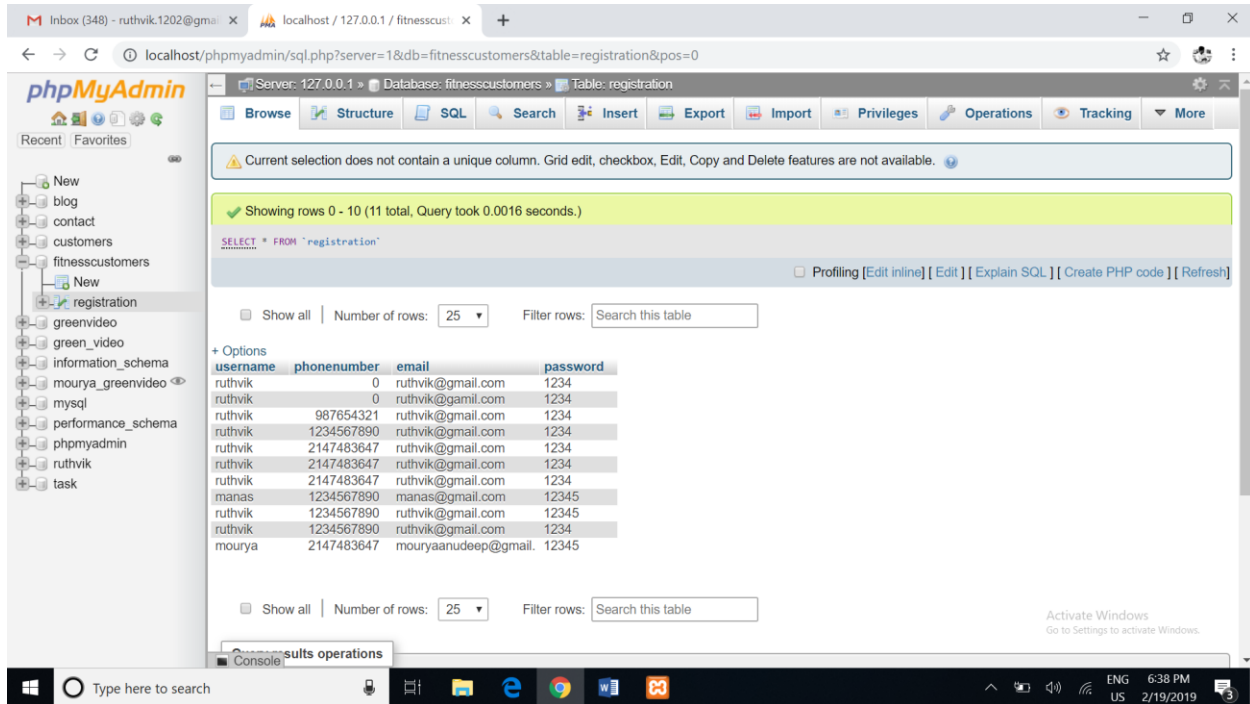 Inbox (348) - ruthvik.1202@gmai
localhost / 127.0.0.1 / fitnesscust
localhost/phpmyadmin/sql.php?server=1&db=fitnesscustomers&table=registration&pos=0
phpMyAdmin
Recent Favorites
New
blog
contact
customers
fitnesscustomers
New
registration
greenvideo
green_video
information_schema
mourya_greenvideo
mysql
performance_schema
phpmyadmin
ruthvik
task
Server: 127.0.0.1 » Database: fitnesscustomers » Table: registration
Browse Structure SQL Search Insert Export Import Privileges Operations Tracking More
Current selection does not contain a unique column. Grid edit, checkbox, Edit, Copy and Delete features are not available.
Showing rows 0 - 10 (11 total, Query took 0.0016 seconds.)
SELECT * FROM `registration`
Profiling [Edit inline] [ Edit ] [ Explain SQL ] [ Create PHP code ] [ Refresh]
Show all Number of rows: 25 Filter rows: Search this table
+ Options
username phonenumber email password
ruthvik 0 ruthvik@gmail.com 1234
ruthvik 0 ruthvik@gamil.com 1234
ruthvik 987654321 ruthvik@gmail.com 1234
ruthvik 1234567890 ruthvik@gmail.com 1234
ruthvik 2147483647 ruthvik@gmail.com 1234
ruthvik 2147483647 ruthvik@gmail.com 1234
ruthvik 2147483647 ruthvik@gmail.com 1234
manas 1234567890 manas@gmail.com 12345
ruthvik 1234567890 ruthvik@gmail.com 12345
ruthvik 1234567890 ruthvik@gmail.com 1234
mourya 2147483647 mouryaanudeep@gmail. 12345
Show all Number of rows: 25 Filter rows: Search this table
Activate Windows
Go to Settings to activate Windows.
sults operations
Console
Type here to search
ENG 6:38 PM
US 2/19/2019
3